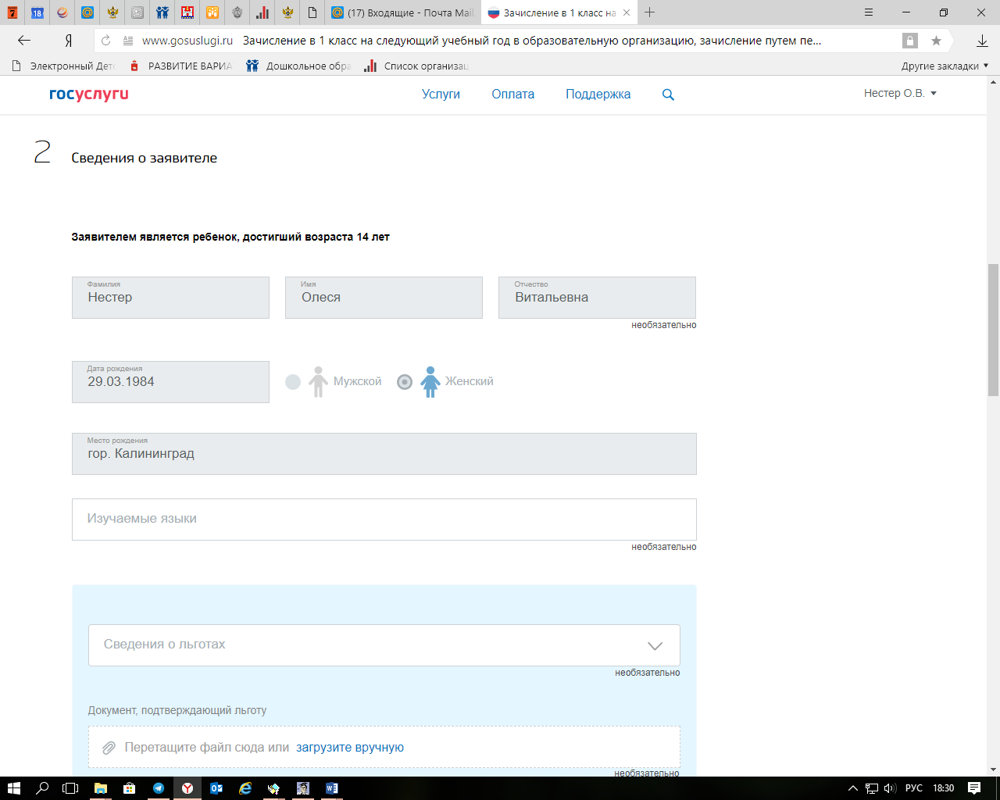 7
18
(17) Входящие - Почта Mail.
Зачисление в 1 класс на
www.gosuslugi.ru Зачисление в 1 класс на следующий учебный год в образовательную организацию, зачисление путем пе...
Электронный Детс
РАЗВИТИЕ ВАРИА
Дошкольное обра
Список организац
Другие закладки
госуслуги
Услуги
Оплата
Поддержка
Нестер О.В.
2
Сведения о заявителе
Заявителем является ребенок, достигший возраста 14 лет
Фамилия
Нестер
Имя
Олеся
Отчество
Витальевна
необязательно
Дата рождения
29.03.1984
Мужской
Женский
Место рождения
гор. Калининград
Изучаемые языки
необязательно
Сведения о льготах
необязательно
Документ, подтверждающий льготу
Перетащите файл сюда или загрузите вручную
необязательно
РУС
18:30